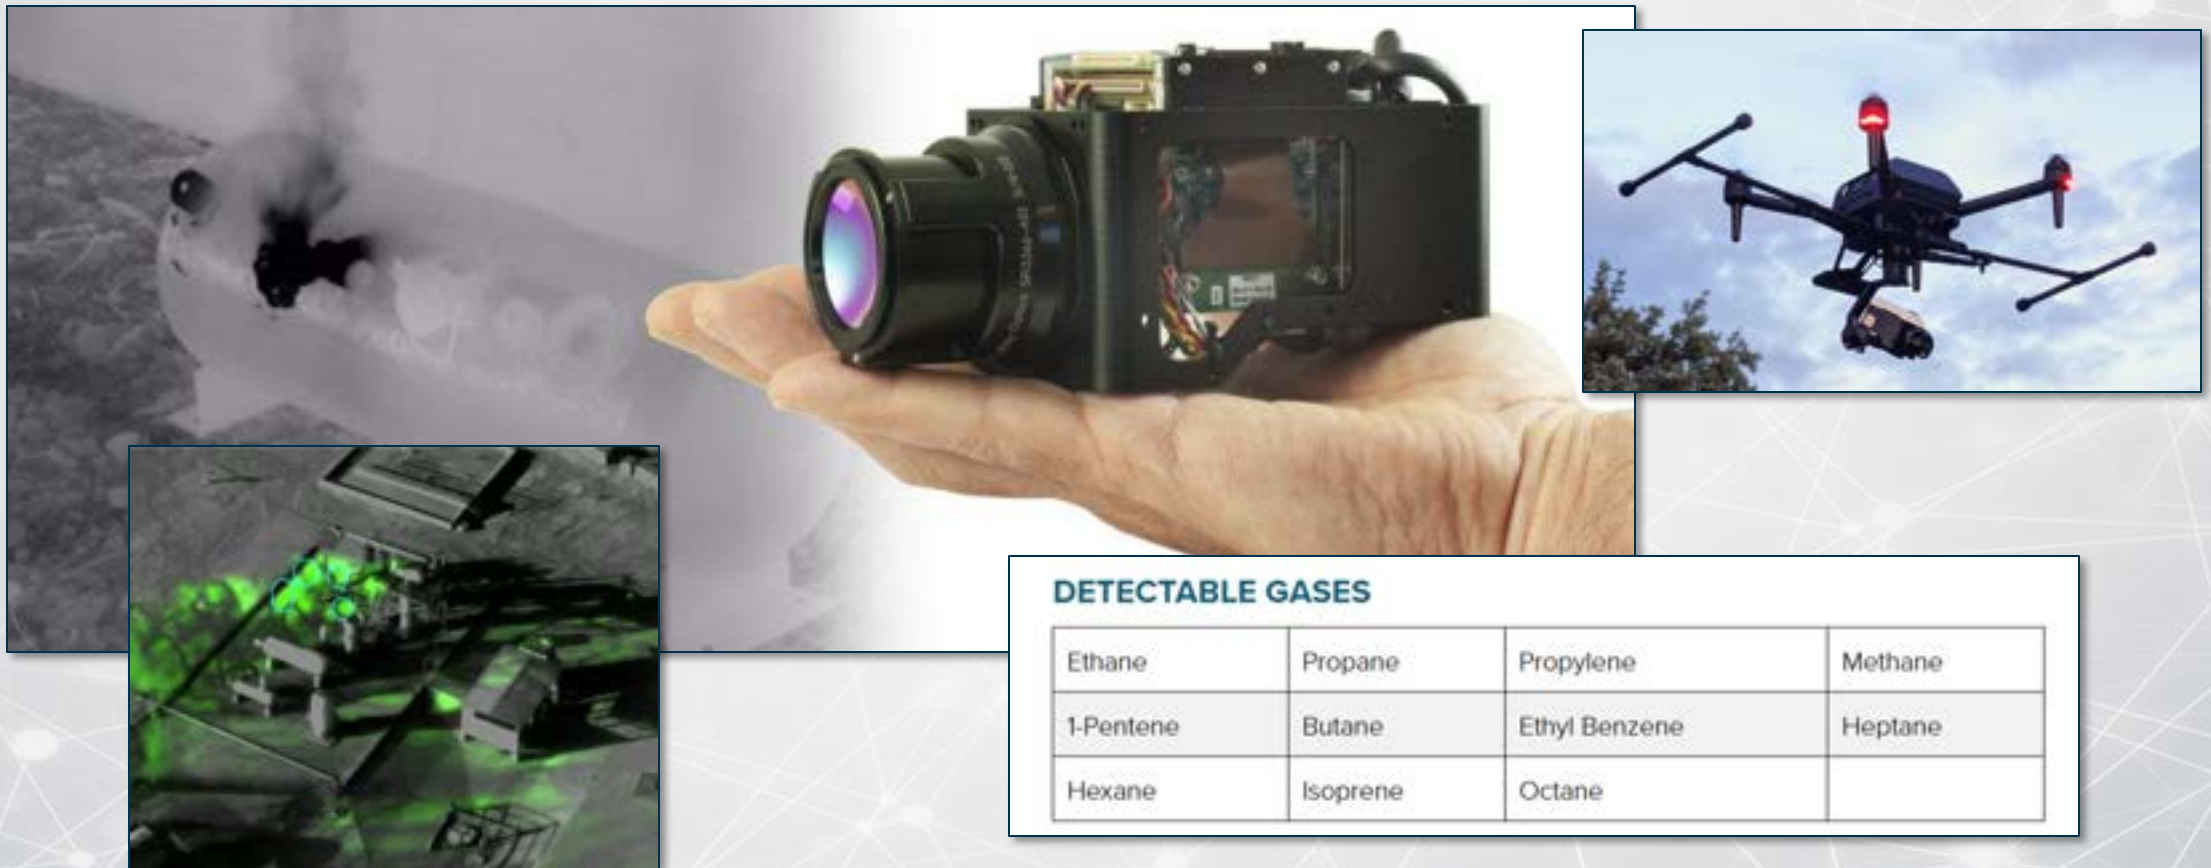 DETECTABLE GASES
Ethane Propane Propylene Methane
1-Pentene Butane Ethyl Benzene Heptane
Hexane Isoprene Octane